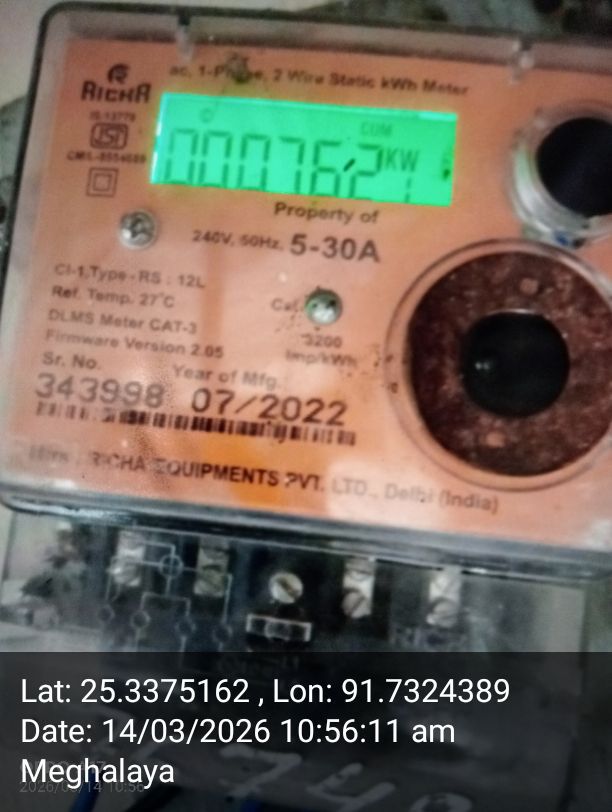 RICHA
ac, 1-Phase, 2 Wire Static kWh Meter
IS 13779
CUM
KW
Property of
240V, 50Hz, 5-30A
Cl-1, Type - RS : 12L
Ref. Temp. 27°C
DLMS Meter CAT-3
3200
Imp/kWh
Firmware Version 2.05
Sr. No.
Year of Mfg.
343998 07/2022
RICHA EQUIPMENTS PVT. LTD., Delhi (India)
Lat: 25.3375162 , Lon: 91.7324389
Date: 14/03/2026 10:56:11 am
Meghalaya